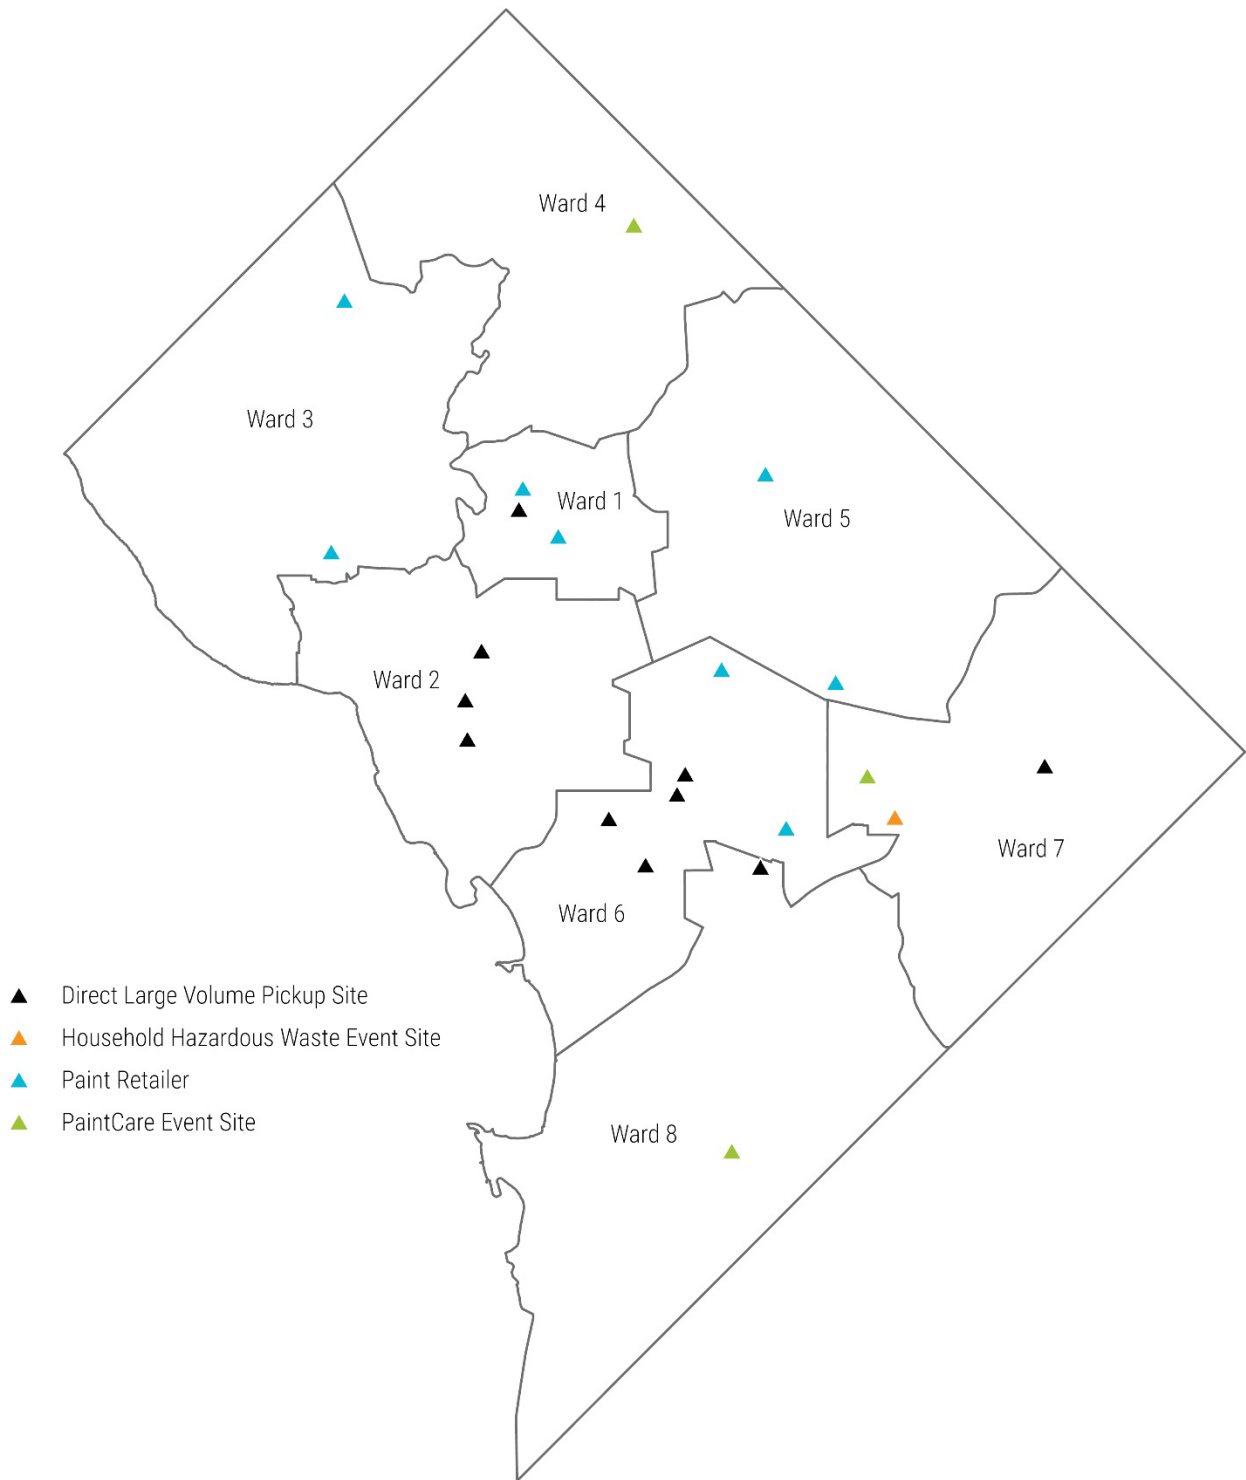 Ward 4
Ward 3
Ward 1
Ward 5
Ward 2
Ward 7
Ward 6
Direct Large Volume Pickup Site
Household Hazardous Waste Event Site
Paint Retailer
PaintCare Event Site
Ward 8